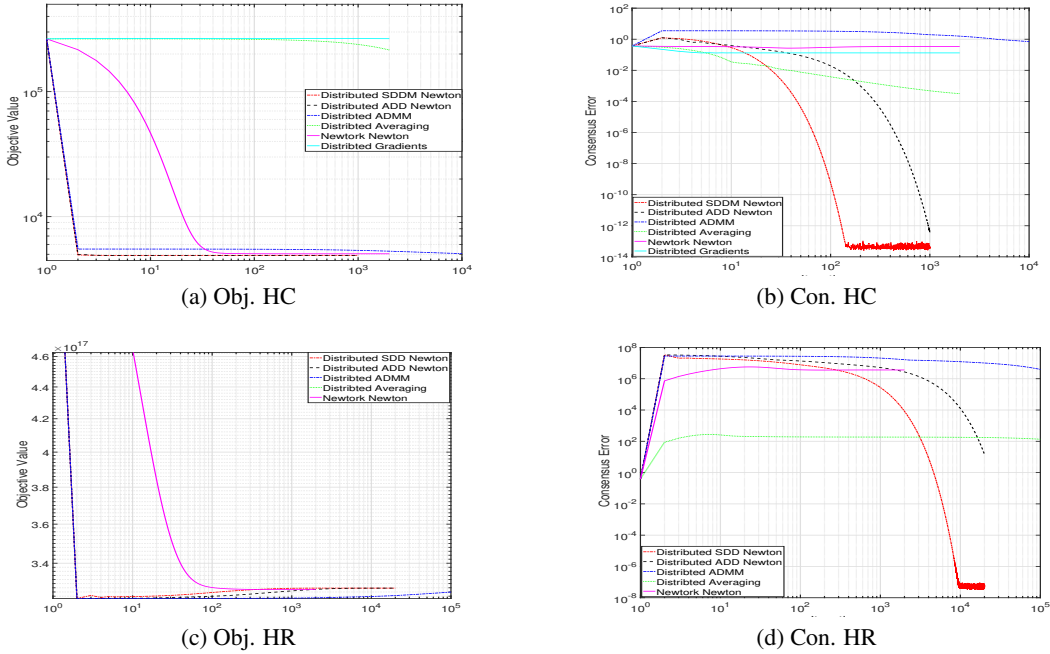 Objective Value
10^5
10^4
10^0
10^1
10^2
10^3
10^4
Distributed SDDM Newton
Distributed ADD Newton
Distribted ADMM
Distribted Averaging
Newtork Newton
Distribted Gradients
(a) Obj. HC
Consensus Error
10^2
10^0
10^-2
10^-4
10^-6
10^-8
10^-10
10^-12
10^-14
10^0
10^1
10^2
10^3
10^4
Distributed SDDM Newton
Distributed ADD Newton
Distribted ADMM
Distribted Averaging
Newtork Newton
Distribted Gradients
(b) Con. HC
×10^17
Objective Value
4.6
4.4
4.2
4
3.8
3.6
3.4
10^0
10^1
10^2
10^3
10^4
10^5
Distributed SDD Newton
Distributed ADD Newton
Distribted ADMM
Distribted Averaging
Newtork Newton
(c) Obj. HR
Consensus Error
10^8
10^6
10^4
10^2
10^0
10^-2
10^-4
10^-6
10^-8
10^0
10^1
10^2
10^3
10^4
10^5
Distributed SDD Newton
Distributed ADD Newton
Distribted ADMM
Distribted Averaging
Newtork Newton
(d) Con. HR